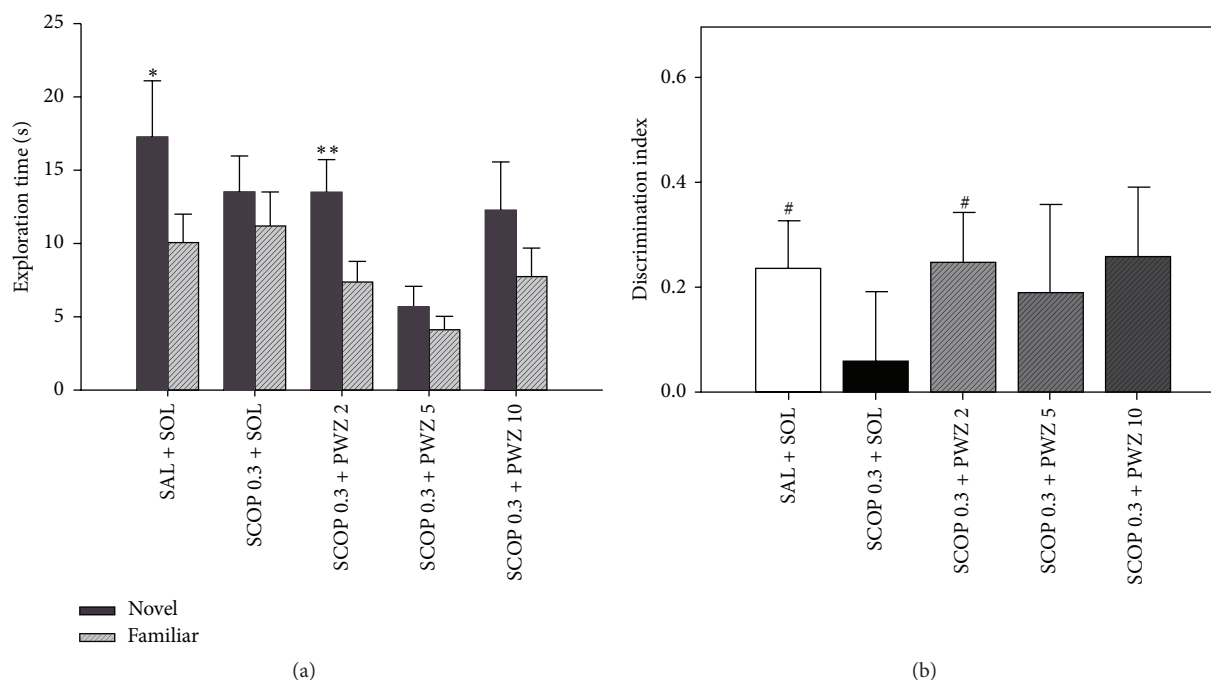 25
20
15
10
5
0
Exploration time (s)
*
**
SAL + SOL
SCOP 0.3 + SOL
SCOP 0.3 + PWZ 2
SCOP 0.3 + PWZ 5
SCOP 0.3 + PWZ 10
Novel
Familiar
(a)
0.6
0.4
0.2
0.0
Discrimination index
#
#
SAL + SOL
SCOP 0.3 + SOL
SCOP 0.3 + PWZ 2
SCOP 0.3 + PWZ 5
SCOP 0.3 + PWZ 10
(b)